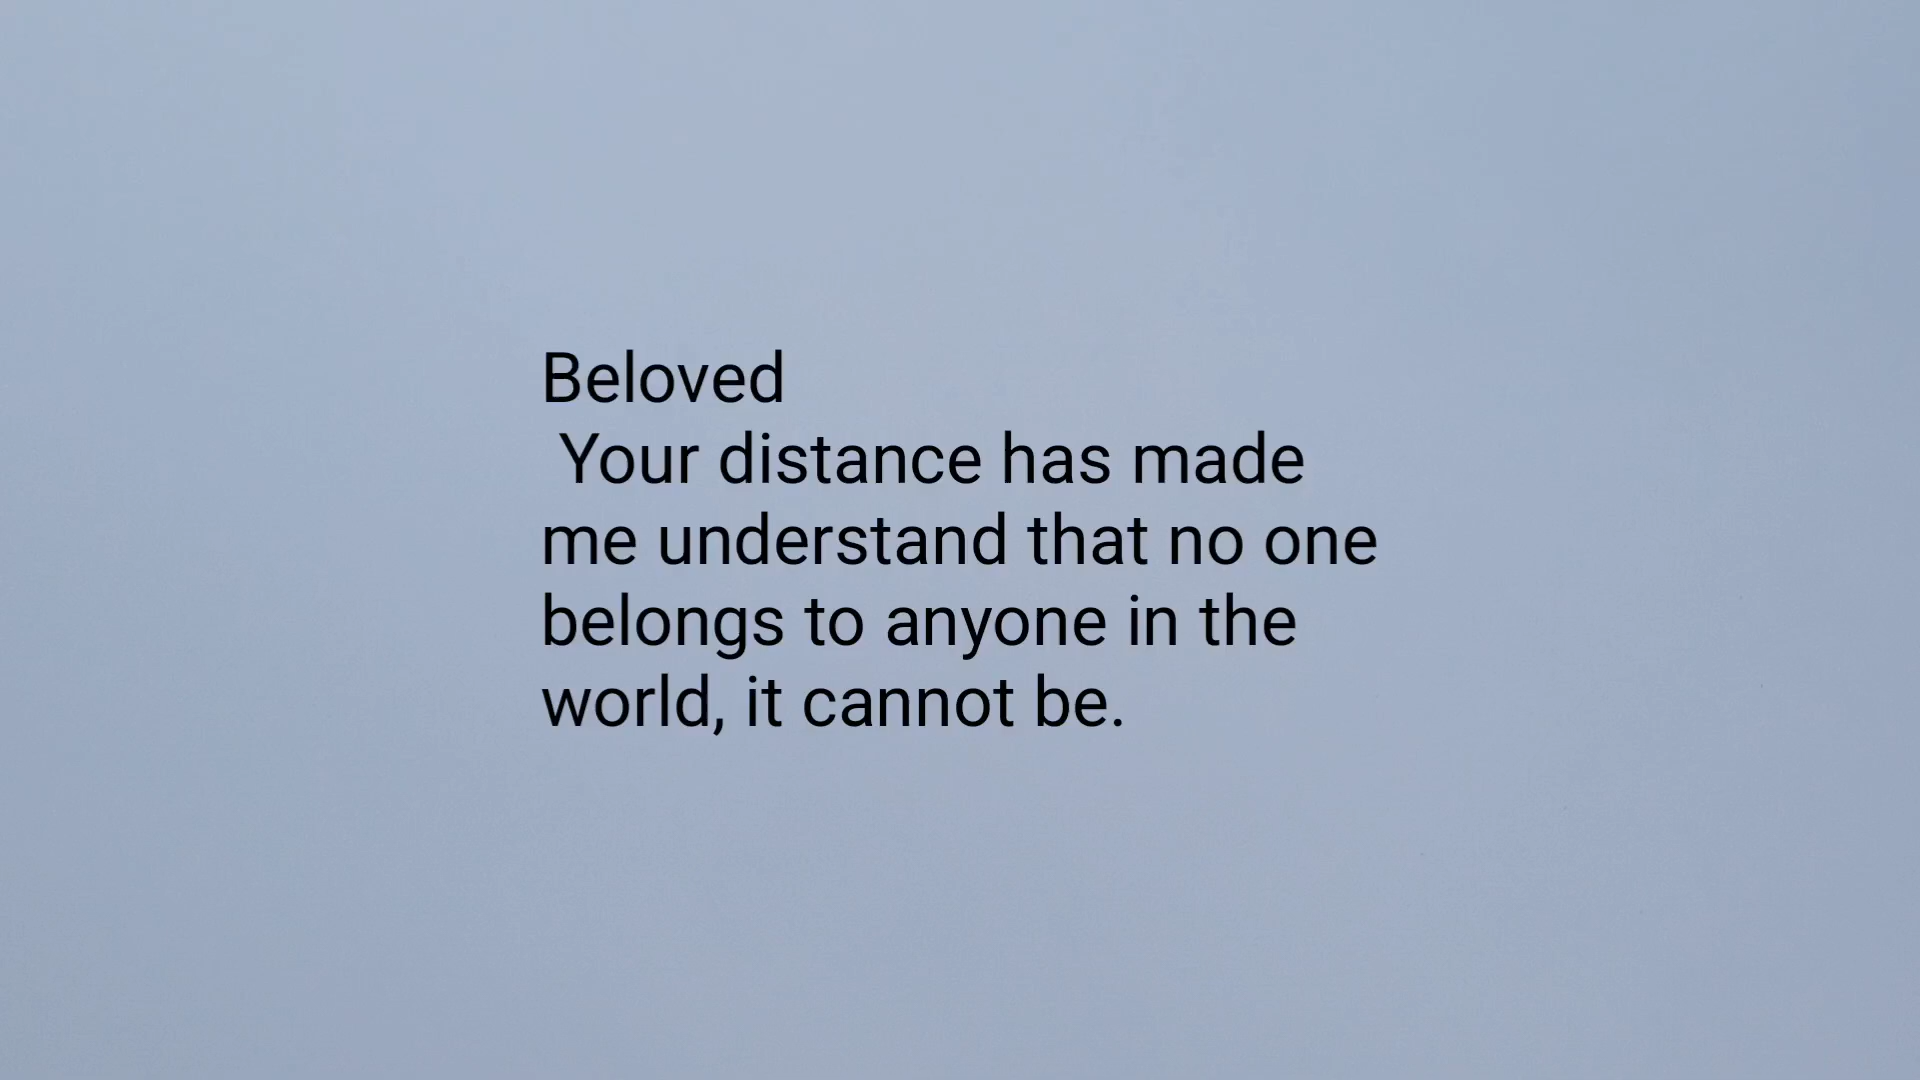 Beloved
Your distance has made
me understand that no one
belongs to anyone in the
world, it cannot be.